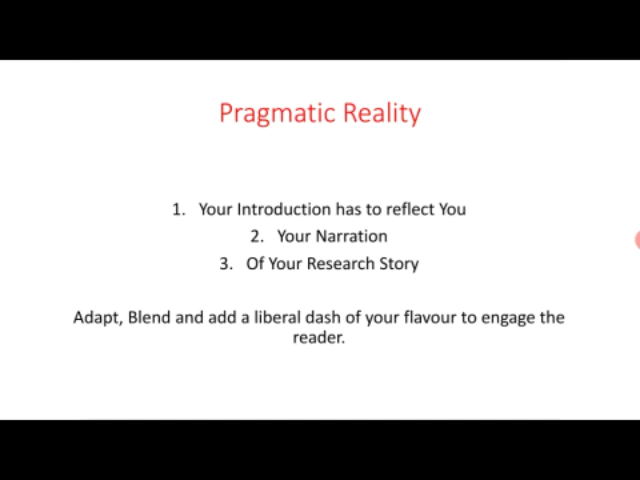 Pragmatic Reality
1. Your Introduction has to reflect You
2. Your Narration
3. Of Your Research Story
Adapt, Blend and add a liberal dash of your flavour to engage the
reader.